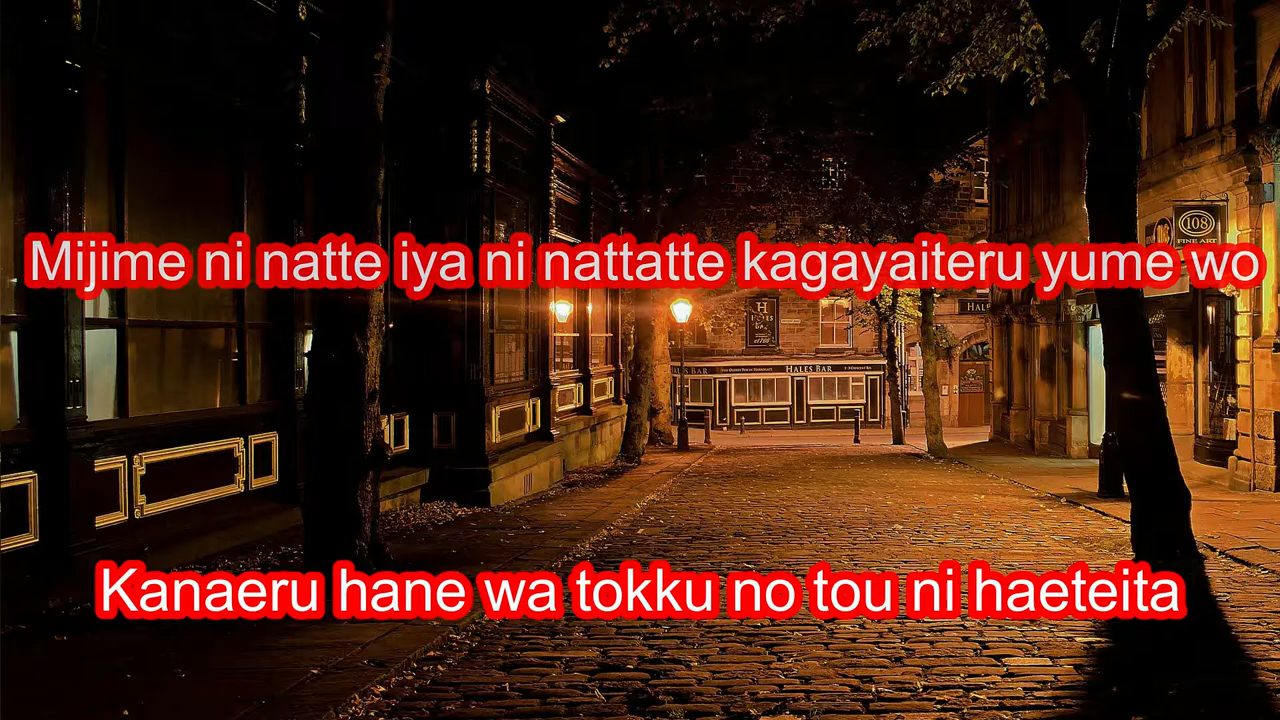 Mijime ni natte iya ni nattatte kagayaiteru yume wo
108
FINE ART
H
HALES BAR
HALES BAR
Kanaeru hane wa tokku no tou ni haeteita